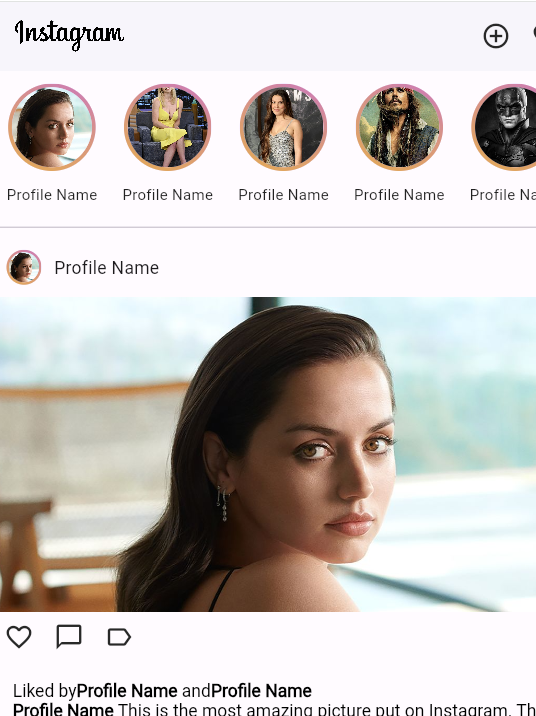 Instagram
Profile Name Profile Name Profile Name Profile Name Profile Na
Profile Name
Liked byProfile Name andProfile Name
Profile Name This is the most amazing picture put on Instagram. Th